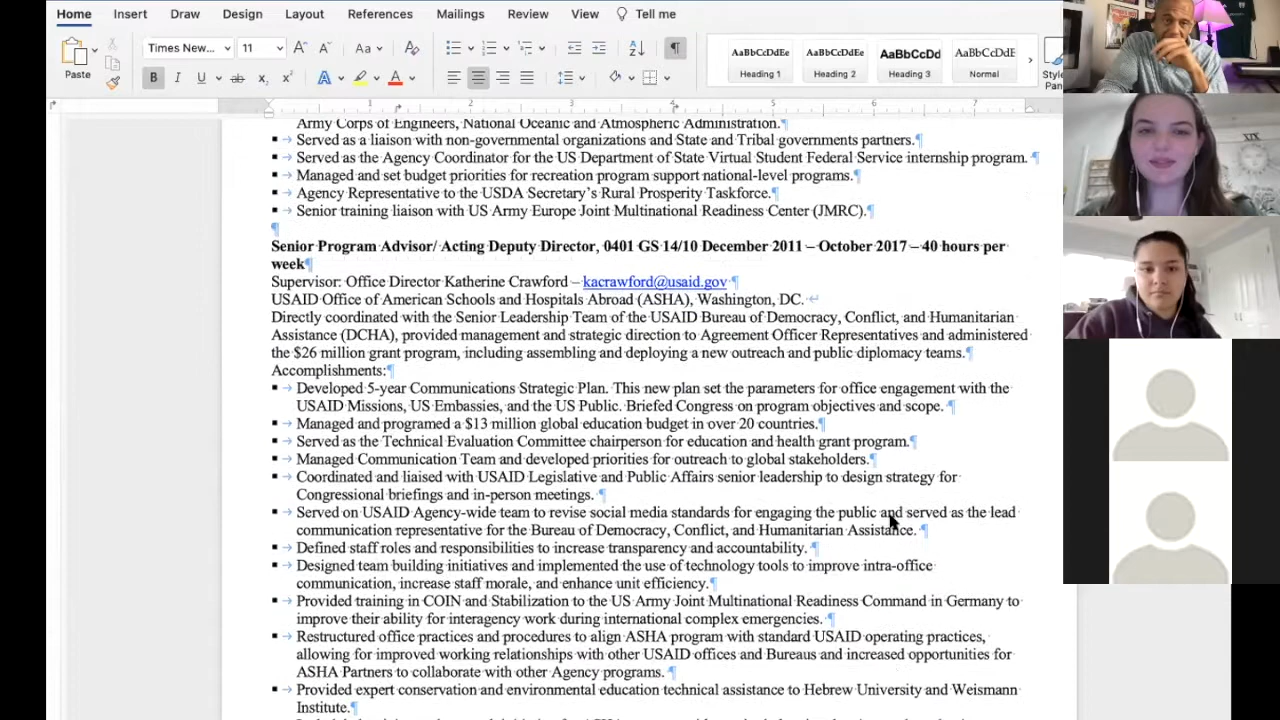 Home Insert Draw Design Layout References Mailings Review View Tell me
Times New... 11 A A Aa A
Paste
B I U ab x₂ x² A A
AaBbCcDdEe AaBbCcDdEe AaBbCcDd AaBbCcDdE
Heading 1 Heading 2 Heading 3 Normal
Styles
Pane
1 2 3 4 5 6 7
Army Corps of Engineers, National Oceanic and Atmospheric Administration.¶
▪ → Served as a liaison with non-governmental organizations and State and Tribal governments partners.¶
▪ → Served as the Agency Coordinator for the US Department of State Virtual Student Federal Service internship program.¶
▪ → Managed and set budget priorities for recreation program support national-level programs.¶
▪ → Agency Representative to the USDA Secretary's Rural Prosperity Taskforce.¶
▪ → Senior training liaison with US Army Europe Joint Multinational Readiness Center (JMRC).¶
¶
Senior Program Advisor/ Acting Deputy Director, 0401 GS 14/10 December 2011 – October 2017 – 40 hours per
week¶
Supervisor: Office Director Katherine Crawford – kacrawford@usaid.gov ¶
USAID Office of American Schools and Hospitals Abroad (ASHA), Washington, DC. ↵
Directly coordinated with the Senior Leadership Team of the USAID Bureau of Democracy, Conflict, and Humanitarian
Assistance (DCHA), provided management and strategic direction to Agreement Officer Representatives and administered
the $26 million grant program, including assembling and deploying a new outreach and public diplomacy teams.¶
Accomplishments:¶
▪ → Developed 5-year Communications Strategic Plan. This new plan set the parameters for office engagement with the
USAID Missions, US Embassies, and the US Public. Briefed Congress on program objectives and scope. ¶
▪ → Managed and programed a $13 million global education budget in over 20 countries.¶
▪ → Served as the Technical Evaluation Committee chairperson for education and health grant program.¶
▪ → Managed Communication Team and developed priorities for outreach to global stakeholders.¶
▪ → Coordinated and liaised with USAID Legislative and Public Affairs senior leadership to design strategy for
Congressional briefings and in-person meetings. ¶
▪ → Served on USAID Agency-wide team to revise social media standards for engaging the public and served as the lead
communication representative for the Bureau of Democracy, Conflict, and Humanitarian Assistance. ¶
▪ → Defined staff roles and responsibilities to increase transparency and accountability. ¶
▪ → Designed team building initiatives and implemented the use of technology tools to improve intra-office
communication, increase staff morale, and enhance unit efficiency.¶
▪ → Provided training in COIN and Stabilization to the US Army Joint Multinational Readiness Command in Germany to
improve their ability for interagency work during international complex emergencies. ¶
▪ → Restructured office practices and procedures to align ASHA program with standard USAID operating practices,
allowing for improved working relationships with other USAID offices and Bureaus and increased opportunities for
ASHA Partners to collaborate with other Agency programs. ¶
▪ → Provided expert conservation and environmental education technical assistance to Hebrew University and Weismann
Institute.¶